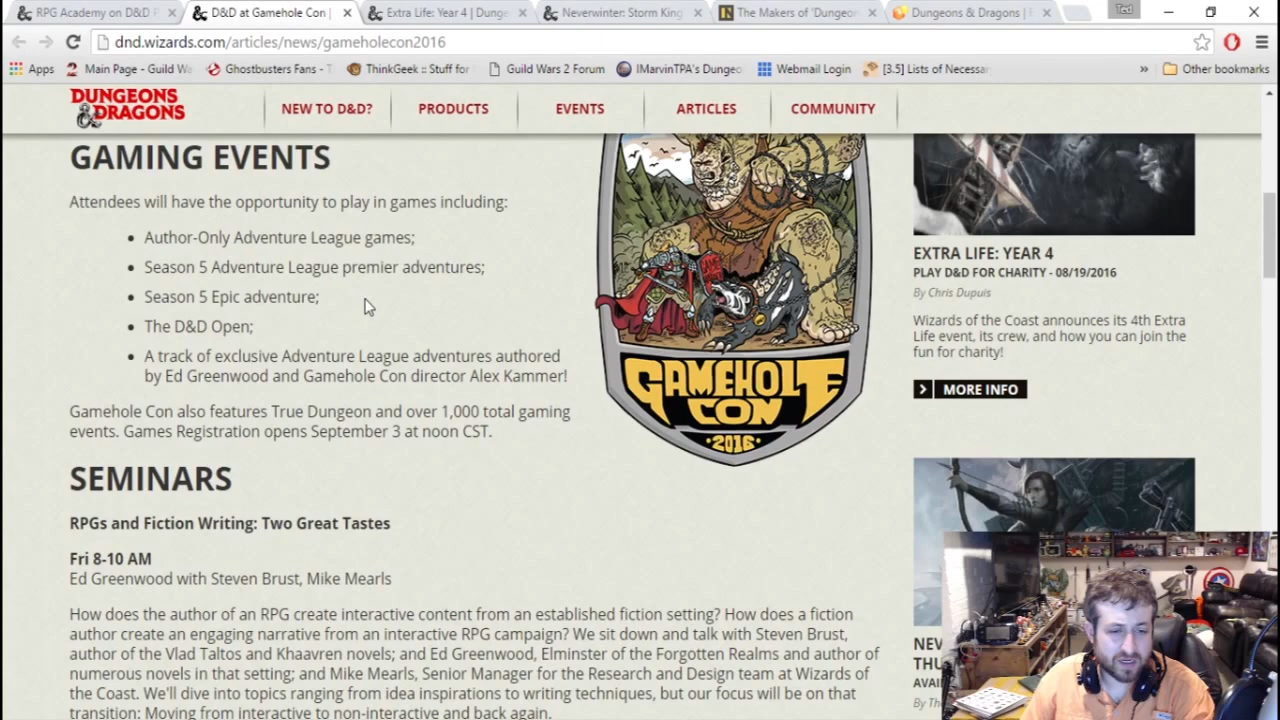 RPG Academy on D&D
D&D at Gamehole Con |
Extra Life: Year 4 | Dunge
Neverwinter: Storm King
The Makers of 'Dungeon
Dungeons & Dragons |
Ted
dnd.wizards.com/articles/news/gameholecon2016
Apps
Main Page - Guild Wa
Ghostbusters Fans - T
ThinkGeek :: Stuff for
Guild Wars 2 Forum
IMarvinTPA's Dungeo
Webmail Login
[3.5] Lists of Necessar
»
Other bookmarks
DUNGEONS
& DRAGONS
NEW TO D&D?
PRODUCTS
EVENTS
ARTICLES
COMMUNITY
GAMING EVENTS
Attendees will have the opportunity to play in games including:
• Author-Only Adventure League games;
• Season 5 Adventure League premier adventures;
• Season 5 Epic adventure;
• The D&D Open;
• A track of exclusive Adventure League adventures authored
by Ed Greenwood and Gamehole Con director Alex Kammer!
Gamehole Con also features True Dungeon and over 1,000 total gaming
events. Games Registration opens September 3 at noon CST.
GAMEHOLE
CON
·2016·
EXTRA LIFE: YEAR 4
PLAY D&D FOR CHARITY - 08/19/2016
By Chris Dupuis
Wizards of the Coast announces its 4th Extra
Life event, its crew, and how you can join the
fun for charity!
MORE INFO
SEMINARS
RPGs and Fiction Writing: Two Great Tastes
Fri 8-10 AM
Ed Greenwood with Steven Brust, Mike Mearls
How does the author of an RPG create interactive content from an established fiction setting? How does a fiction
author create an engaging narrative from an interactive RPG campaign? We sit down and talk with Steven Brust,
author of the Vlad Taltos and Khaavren novels; and Ed Greenwood, Elminster of the Forgotten Realms and author of
numerous novels in that setting; and Mike Mearls, Senior Manager for the Research and Design team at Wizards of
the Coast. We'll dive into topics ranging from idea inspirations to writing techniques, but our focus will be on that
transition: Moving from interactive to non-interactive and back again.
NEV
THU
AVAI
By Th